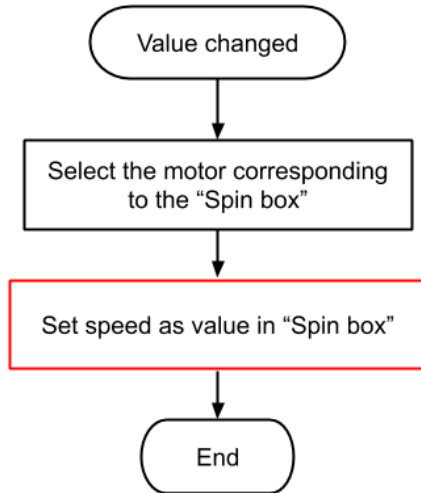 Value changed
Select the motor corresponding
to the “Spin box”
Set speed as value in “Spin box”
End